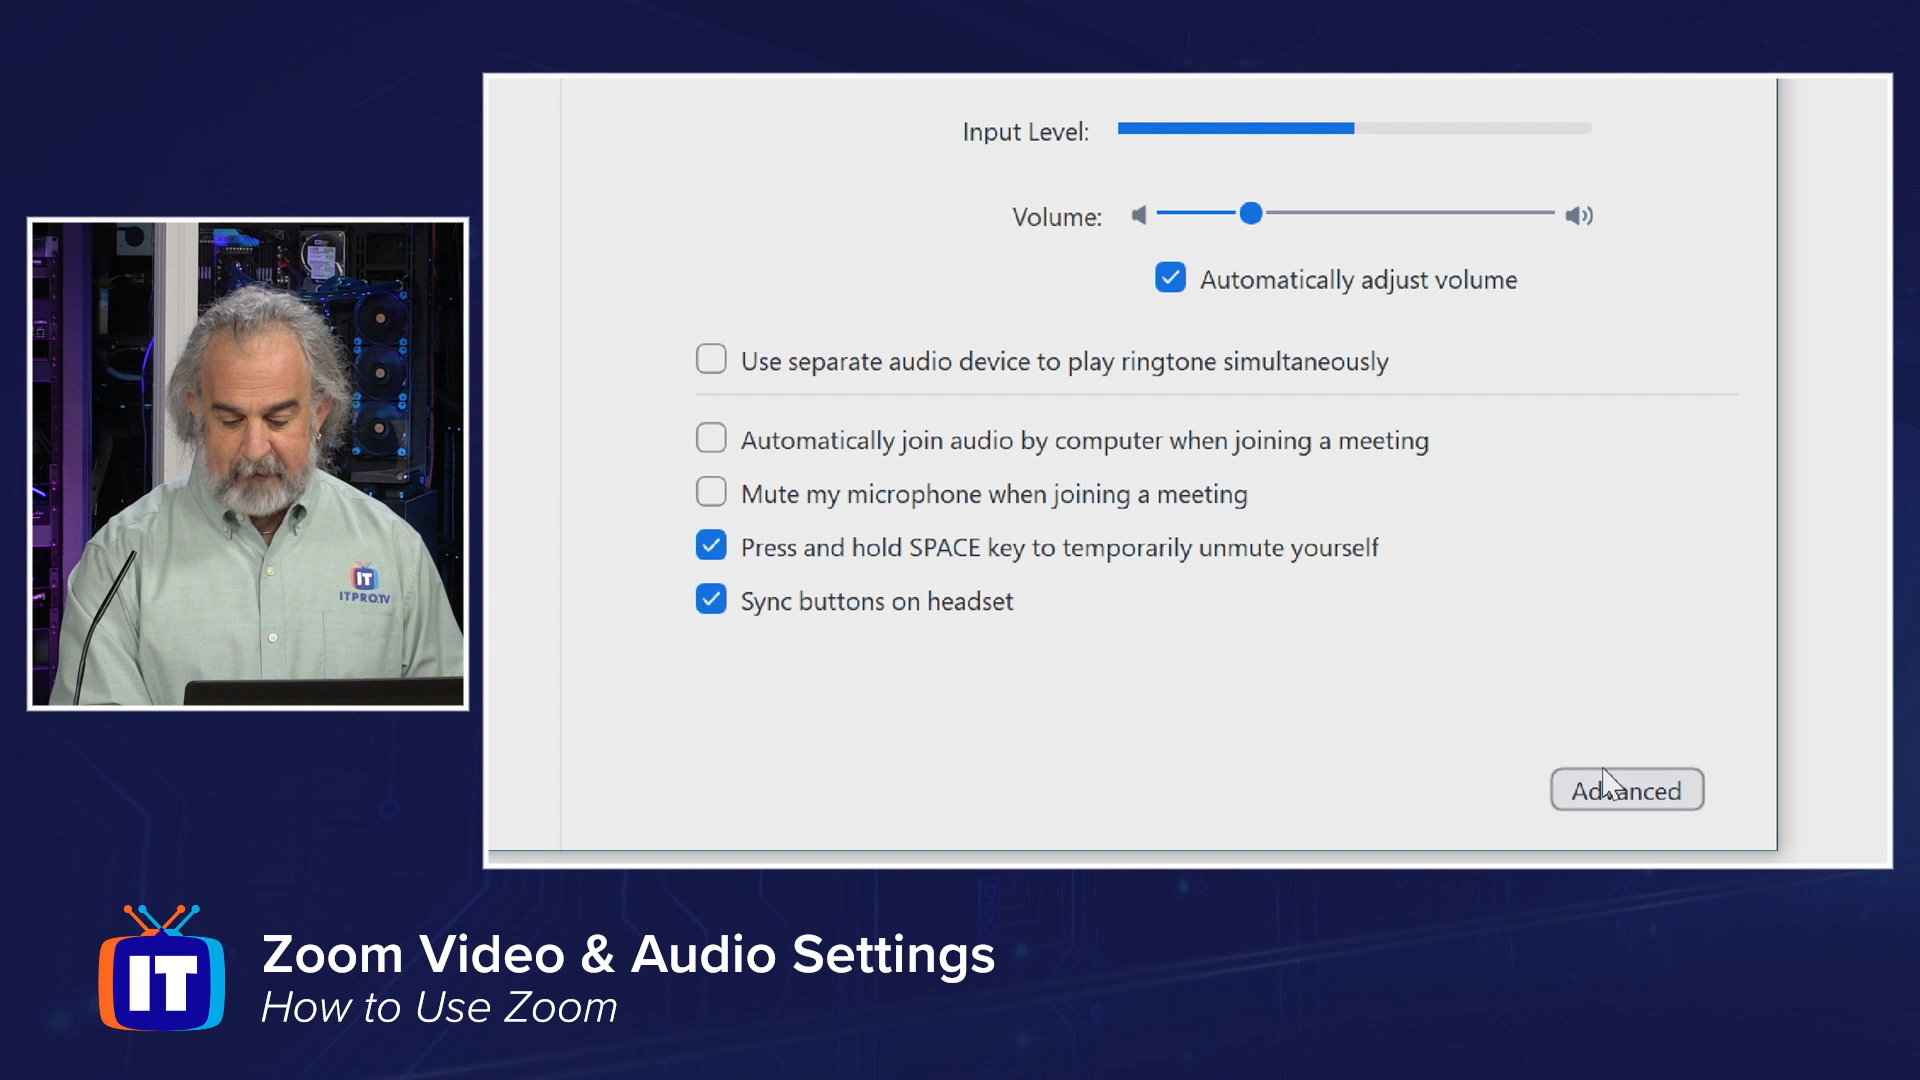 Input Level:
Volume:
Automatically adjust volume
Use separate audio device to play ringtone simultaneously
Automatically join audio by computer when joining a meeting
Mute my microphone when joining a meeting
Press and hold SPACE key to temporarily unmute yourself
Sync buttons on headset
Advanced
IT
ITPRO.TV
IT
Zoom Video & Audio Settings
How to Use Zoom